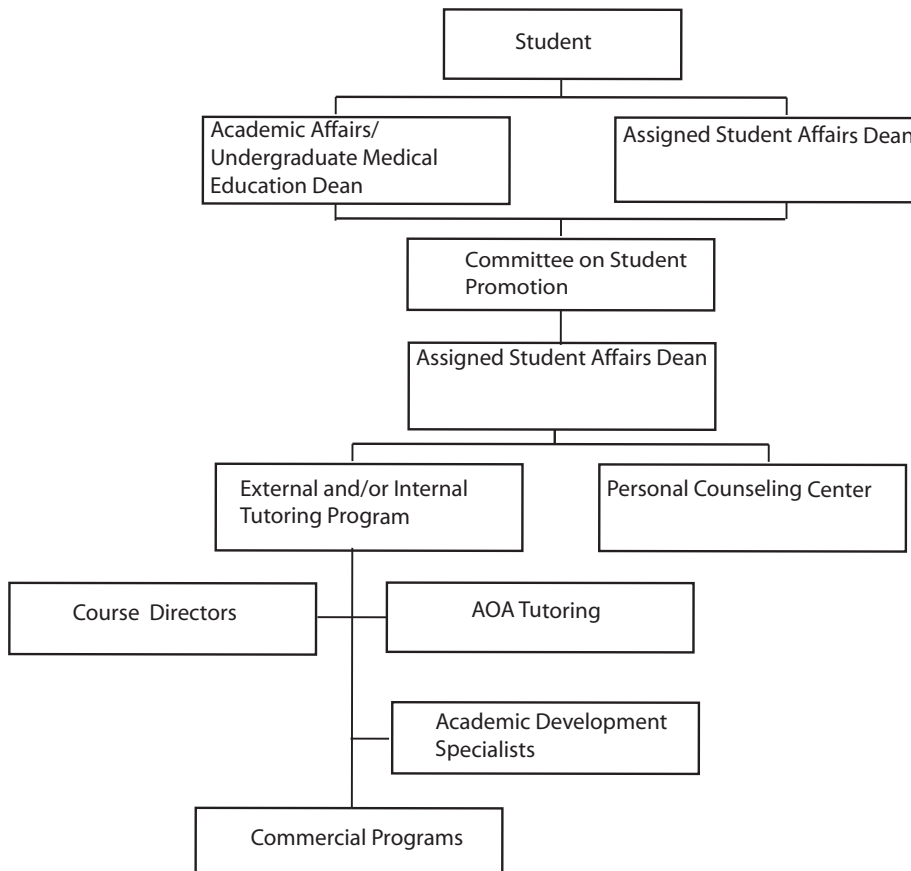 Student
Academic Affairs/
Undergraduate Medical
Education Dean
Assigned Student Affairs Dean
Committee on Student
Promotion
Assigned Student Affairs Dean
External and/or Internal
Tutoring Program
Personal Counseling Center
Course Directors
AOA Tutoring
Academic Development
Specialists
Commercial Programs